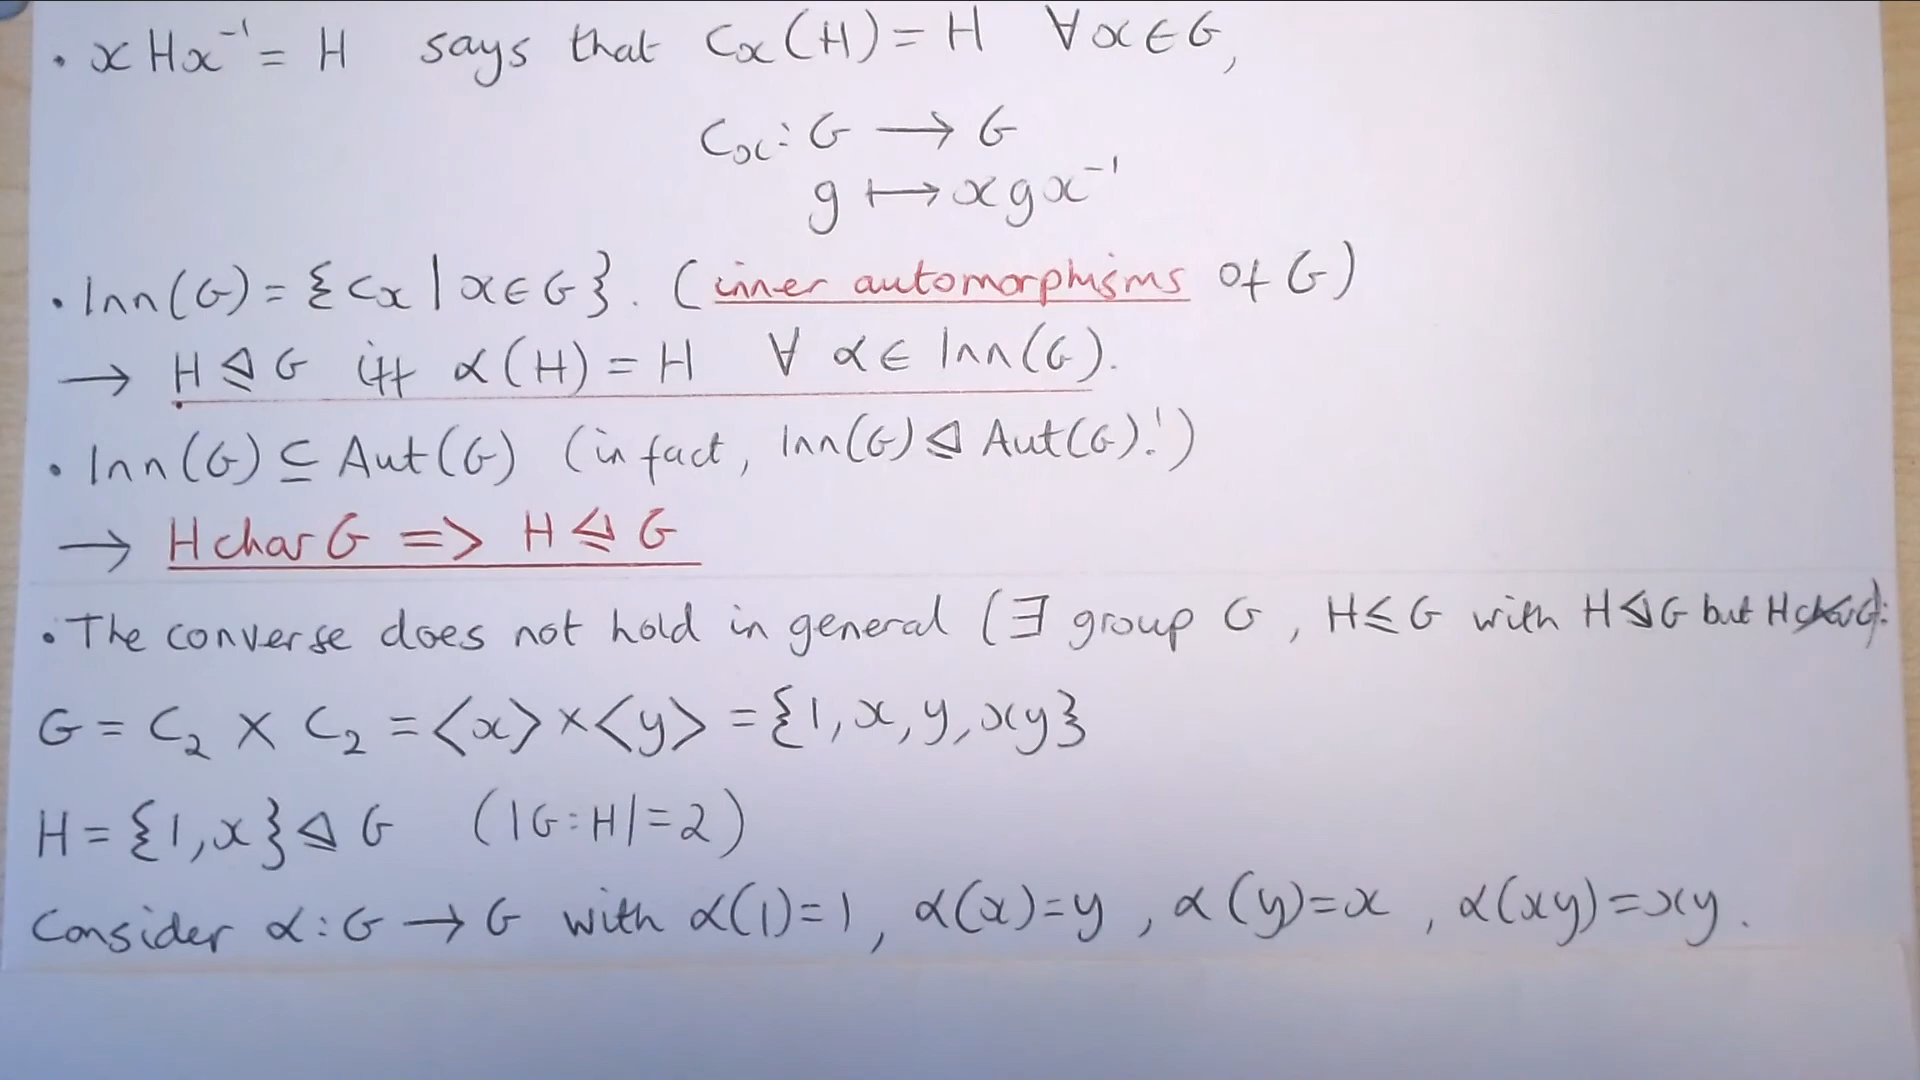 • xHx⁻¹ = H says that Cx(H) = H ∀x∈G,
Cx: G → G
g ↦ xgx⁻¹
• Inn(G) = {Cx | x∈G}. (inner automorphisms of G)
→ H ⊴ G iff α(H) = H ∀ α ∈ Inn(G).
• Inn(G) ⊆ Aut(G) (in fact, Inn(G) ⊴ Aut(G)!)
→ H char G => H ⊴ G
• The converse does not hold in general (∃ group G, H≤G with H⊴G but H c̸h̸a̸r̸ G):
G = C₂ × C₂ = <x> × <y> = {1, x, y, xy}
H = {1, x} ⊴ G (|G:H| = 2)
Consider α: G → G with α(1)=1, α(x)=y, α(y)=x, α(xy)=xy.